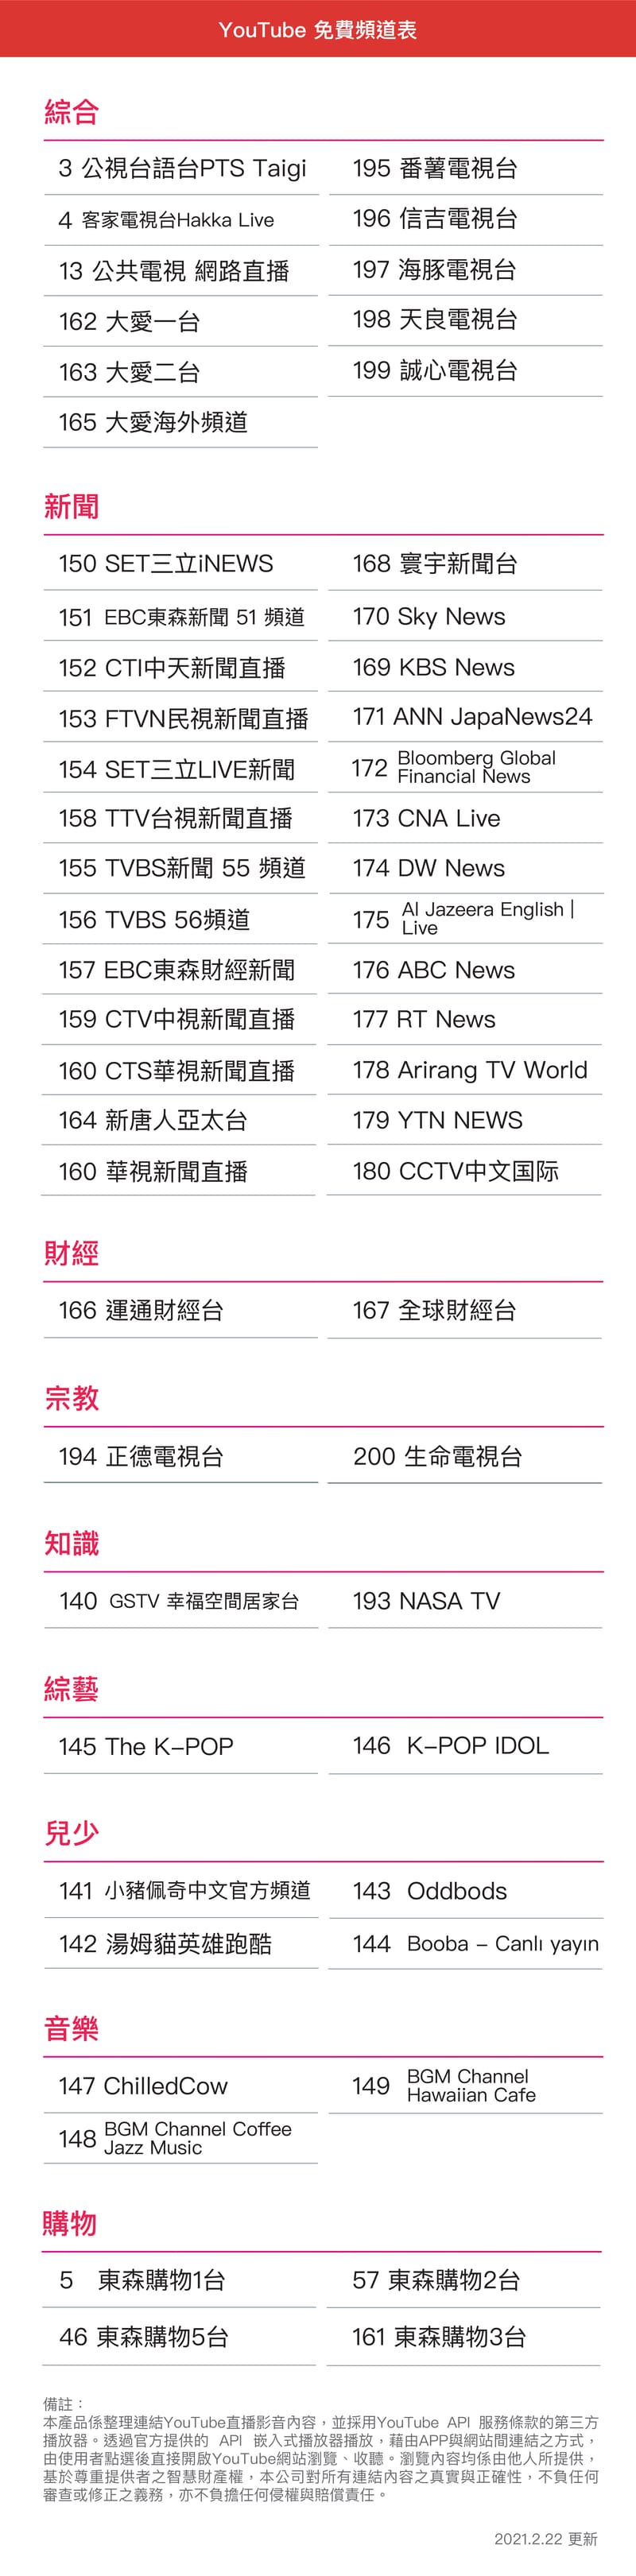 YouTube 免費頻道表
綜合
3 公視台語台PTS Taigi
195 番薯電視台
4 客家電視台Hakka Live
196 信吉電視台
13 公共電視 網路直播
197 海豚電視台
162 大愛一台
198 天良電視台
163 大愛二台
199 誠心電視台
165 大愛海外頻道
新聞
150 SET三立iNEWS
168 寰宇新聞台
151 EBC東森新聞 51 頻道
170 Sky News
152 CTI中天新聞直播
169 KBS News
153 FTVN民視新聞直播
171 ANN JapaNews24
154 SET三立LIVE新聞
172 Bloomberg Global
Financial News
158 TTV台視新聞直播
173 CNA Live
155 TVBS新聞 55 頻道
174 DW News
156 TVBS 56頻道
175 Al Jazeera English |
Live
157 EBC東森財經新聞
176 ABC News
159 CTV中視新聞直播
177 RT News
160 CTS華視新聞直播
178 Arirang TV World
164 新唐人亞太台
179 YTN NEWS
160 華視新聞直播
180 CCTV中文国际
財經
166 運通財經台
167 全球財經台
宗教
194 正德電視台
200 生命電視台
知識
140 GSTV 幸福空間居家台
193 NASA TV
綜藝
145 The K–POP
146 K–POP IDOL
兒少
141 小豬佩奇中文官方頻道
143 Oddbods
142 湯姆貓英雄跑酷
144 Booba – Canlı yayın
音樂
147 ChilledCow
149 BGM Channel
Hawaiian Cafe
148 BGM Channel Coffee
Jazz Music
購物
5 東森購物1台
57 東森購物2台
46 東森購物5台
161 東森購物3台
備註：
本產品係整理連結YouTube直播影音內容，並採用YouTube API 服務條款的第三方
播放器。透過官方提供的 API 嵌入式播放器播放，藉由APP與網站間連結之方式，
由使用者點選後直接開啟YouTube網站瀏覽、收聽。瀏覽內容均係由他人所提供，
基於尊重提供者之智慧財產權，本公司對所有連結內容之真實與正確性，不負任何
審查或修正之義務，亦不負擔任何侵權與賠償責任。
2021.2.22 更新